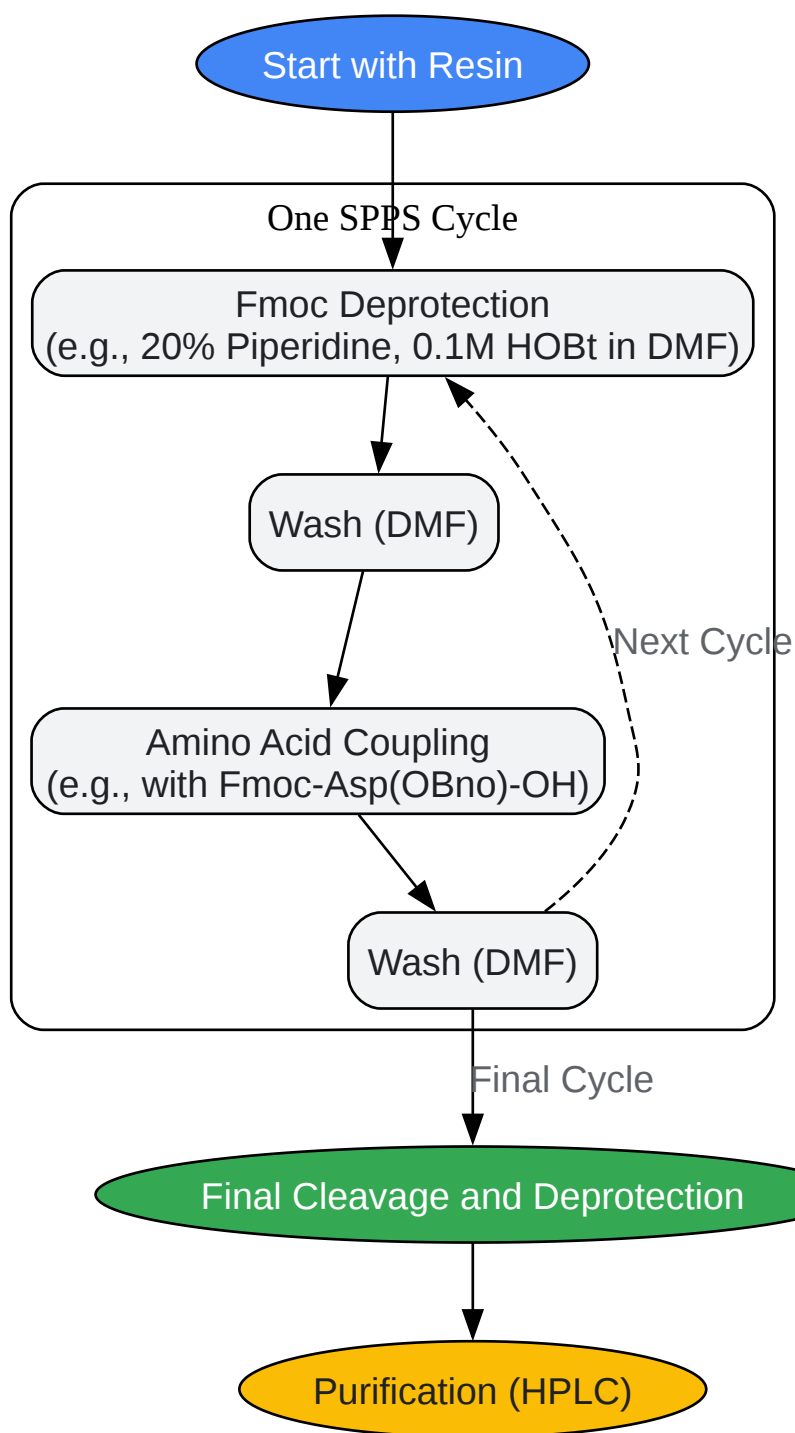 Start with Resin
One SPPS Cycle
Fmoc Deprotection
(e.g., 20% Piperidine, 0.1M HOBt in DMF)
Wash (DMF)
Next Cycle
Amino Acid Coupling
(e.g., with Fmoc-Asp(OBno)-OH)
Wash (DMF)
Final Cycle
Final Cleavage and Deprotection
Purification (HPLC)